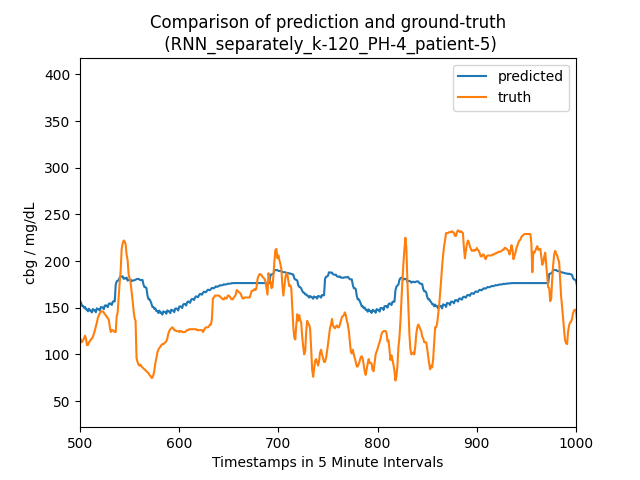 Comparison of prediction and ground-truth
(RNN_separately_k-120_PH-4_patient-5)
predicted
truth
cbg / mg/dL
400
350
300
250
200
150
100
50
500
600
700
800
900
1000
Timestamps in 5 Minute Intervals